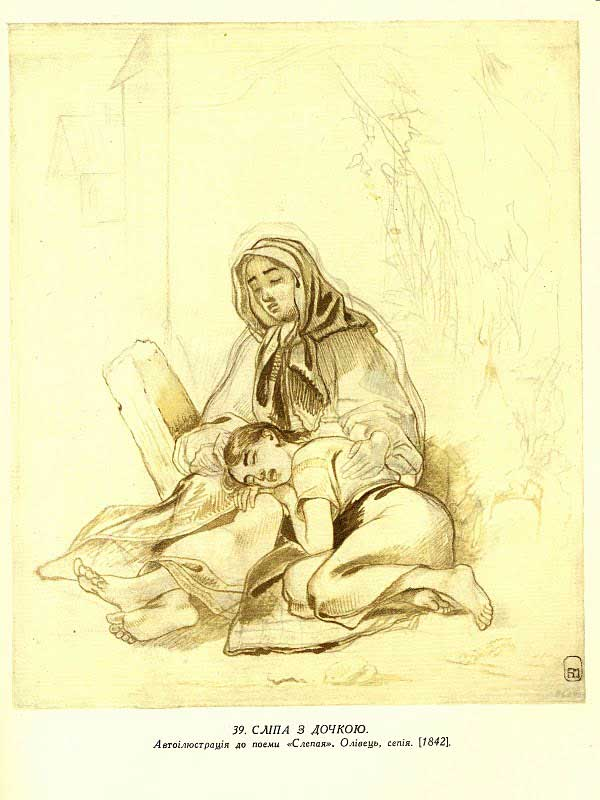 39. СЛІПА З ДОЧКОЮ.
Автоілюстрація до поеми «Слепая». Олівець, сепія. [1842].